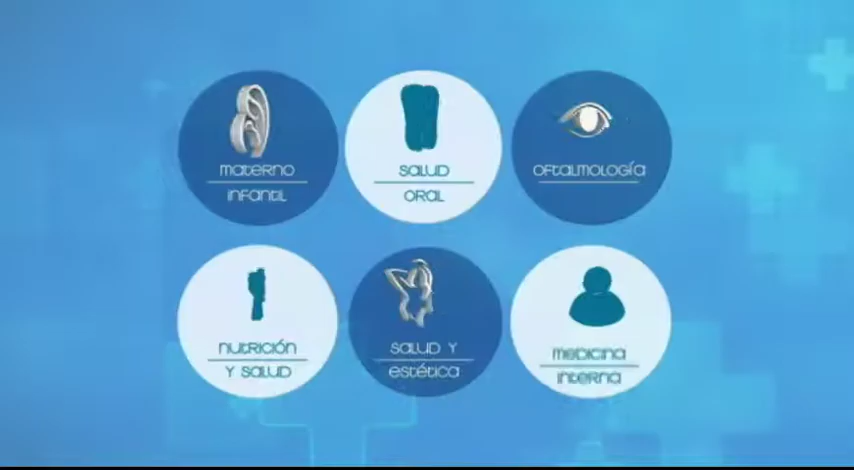 materno
infantil
salud
oral
oftalmología
nutrición
y salud
salud y
estética
medicina
interna